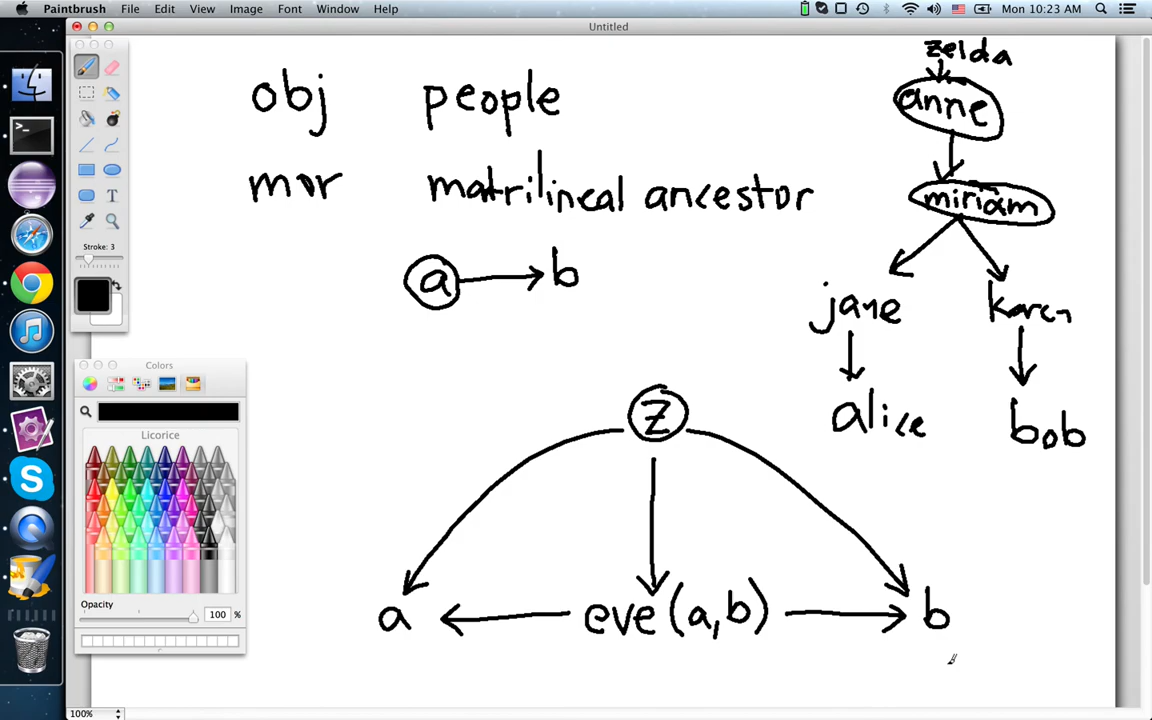 Paintbrush File Edit View Image Font Window Help Mon 10:23 AM
Untitled
Stroke: 3
T
Colors
Licorice
Opacity
100 %
100%
obj people
mor matrilineal ancestor
a b
zelda
anne
miriam
jane karen
alice bob
z
a eve(a,b) b